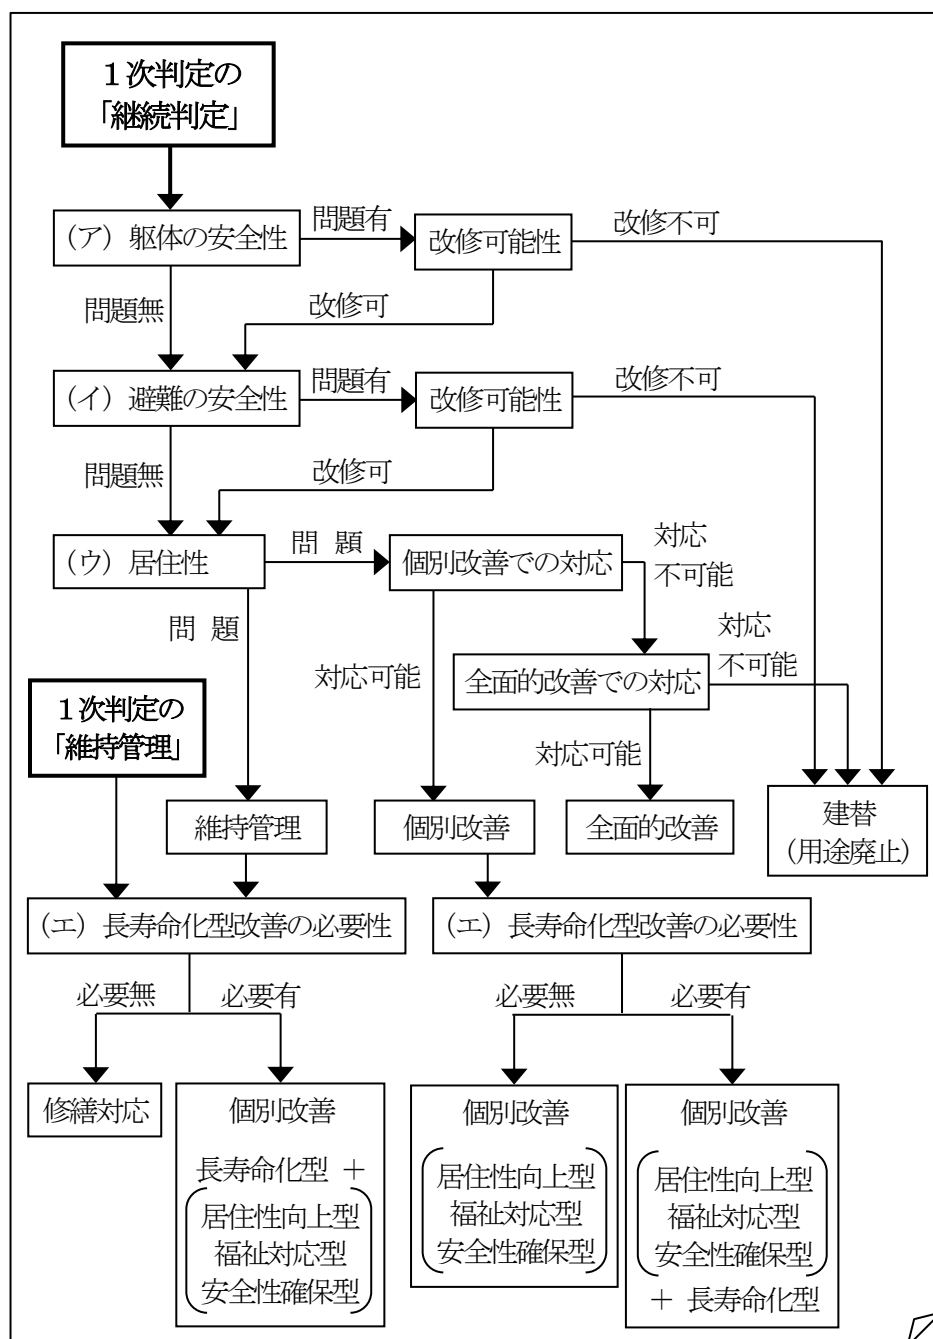 １次判定の
「継続判定」
（ア）躯体の安全性
問題有
改修可能性
改修不可
問題無
改修可
（イ）避難の安全性
問題有
改修可能性
改修不可
問題無
改修可
（ウ）居住性
問 題
個別改善での対応
対応
不可能
問 題
対応可能
全面的改善での対応
対応
不可能
１次判定の
「維持管理」
対応可能
維持管理
個別改善
全面的改善
建替
（用途廃止）
（エ）長寿命化型改善の必要性
（エ）長寿命化型改善の必要性
必要無
必要有
必要無
必要有
修繕対応
個別改善
長寿命化型 ＋
居住性向上型
福祉対応型
安全性確保型
個別改善
居住性向上型
福祉対応型
安全性確保型
個別改善
居住性向上型
福祉対応型
安全性確保型
＋ 長寿命化型